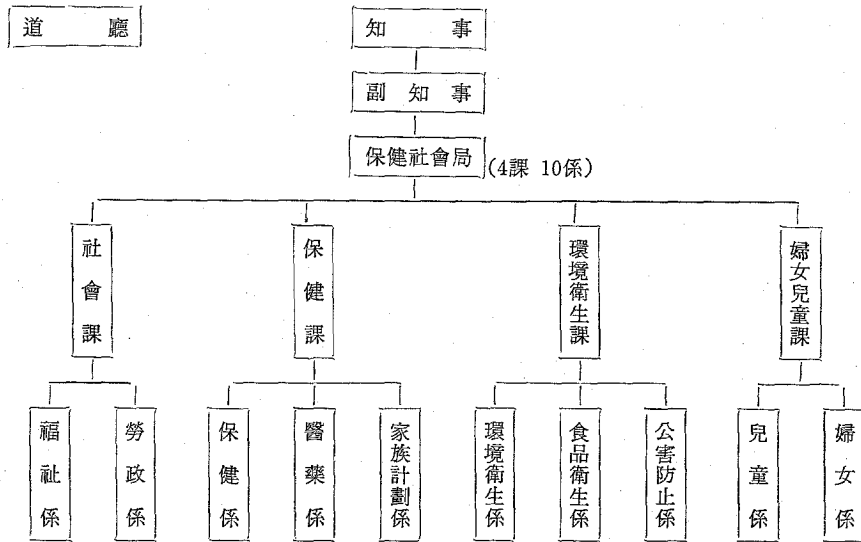 道廳
知事
副知事
保健社會局
(4課 10係)
社會課
保健課
環境衛生課
婦女兒童課
福祉係
勞政係
保健係
醫藥係
家族計劃係
環境衛生係
食品衛生係
公害防止係
兒童係
婦女係